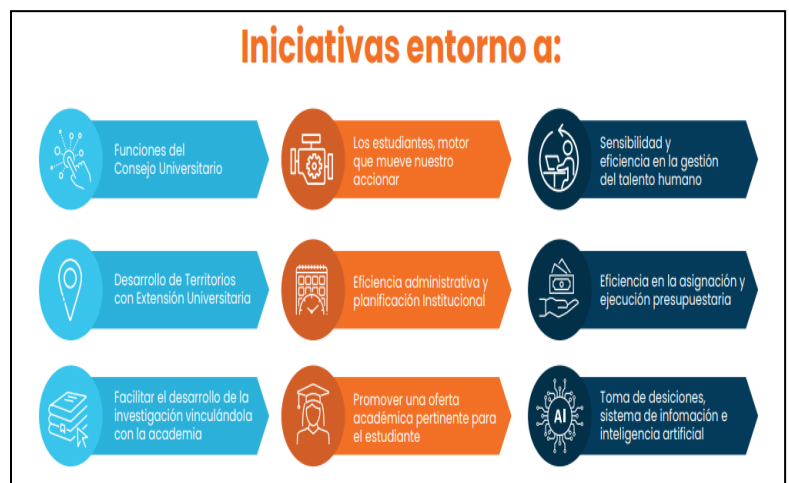 Iniciativas entorno a:
Funciones del
Consejo Universitario
Los estudiantes, motor
que mueve nuestro
accionar
Sensibilidad y
eficiencia en la gestión
del talento humano
Desarrollo de Territorios
con Extensión Universitaria
Eficiencia administrativa y
planificación Institucional
Eficiencia en la asignación y
ejecución presupuestaria
Facilitar el desarrollo de la
investigación vinculándola
con la academia
Promover una oferta
académica pertinente para
el estudiante
AI
Toma de desiciones,
sistema de infomación e
inteligencia artificial